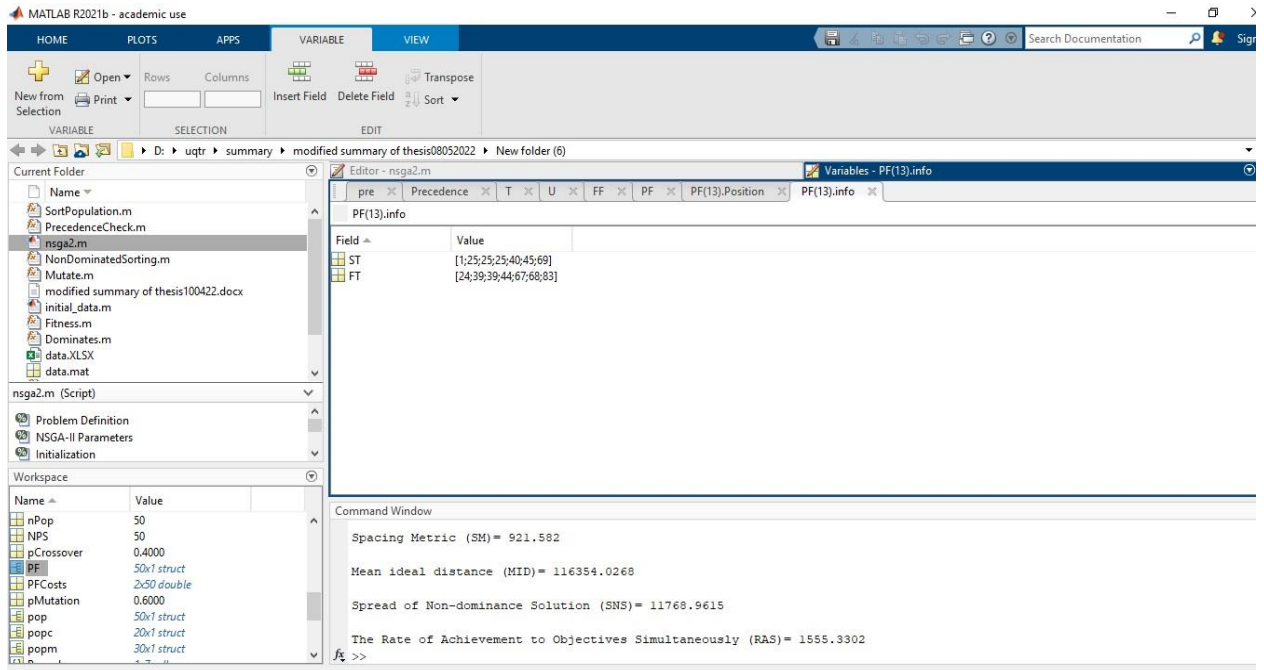 MATLAB R2021b - academic use
HOME PLOTS APPS VARIABLE VIEW Search Documentation
New from Selection
Open
Print
Rows Columns
Insert Field Delete Field
Transpose
Sort
VARIABLE SELECTION EDIT
D: uqtr summary modified summary of thesis08052022 New folder (6)
Current Folder
Name
SortPopulation.m
PrecedenceCheck.m
nsga2.m
NonDominatedSorting.m
Mutate.m
modified summary of thesis100422.docx
initial_data.m
Fitness.m
Dominates.m
data.XLSX
data.mat
nsga2.m (Script)
Problem Definition
NSGA-II Parameters
Initialization
Workspace
Name Value
nPop 50
NPS 50
pCrossover 0.4000
PF 50x1 struct
PFCosts 2x50 double
pMutation 0.6000
pop 50x1 struct
popc 20x1 struct
popm 30x1 struct
Editor - nsga2.m
Variables - PF(13).info
pre Precedence T U FF PF PF(13).Position PF(13).info
PF(13).info
Field Value
ST [1;25;25;25;40;45;69]
FT [24;39;39;44;67;68;83]
Command Window
Spacing Metric (SM)= 921.582
Mean ideal distance (MID)= 116354.0268
Spread of Non-dominance Solution (SNS)= 11768.9615
The Rate of Achievement to Objectives Simultaneously (RAS)= 1555.3302
fx >>